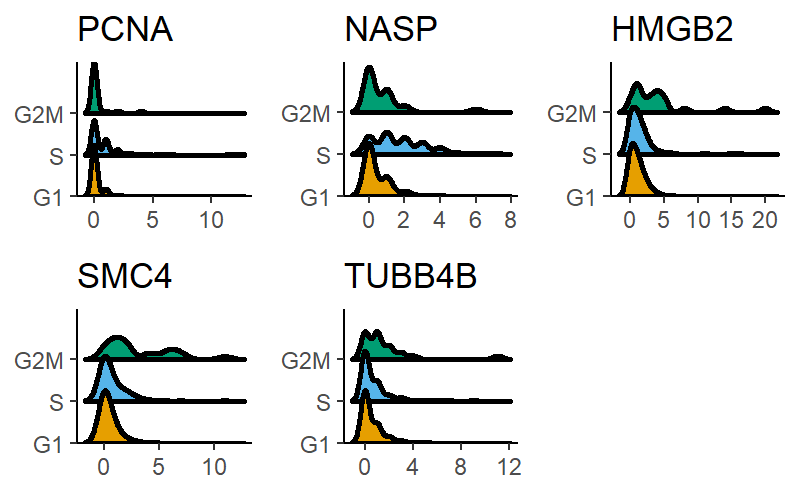 PCNA NASP HMGB2
G2M G2M G2M
S S S
G1 G1 G1
0 5 10 0 2 4 6 8 0 5 10 15 20
SMC4 TUBB4B
G2M G2M
S S
G1 G1
0 5 10 0 4 8 12